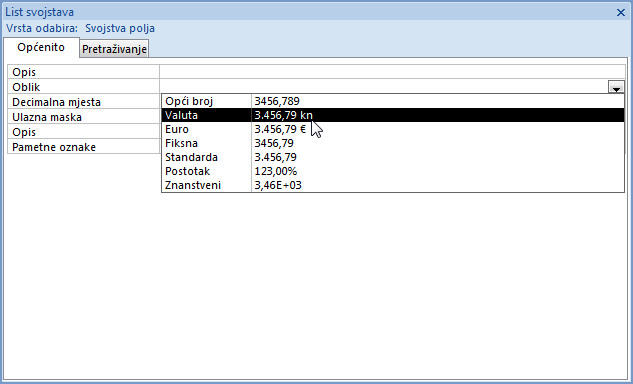 List svojstava
Vrsta odabira: Svojstva polja
Općenito Pretraživanje
Opis
Oblik
Decimalna mjesta
Ulazna maska
Opis
Pametne oznake
Opći broj 3456,789
Valuta 3.456,79 kn
Euro 3.456,79 €
Fiksna 3456,79
Standarda 3.456,79
Postotak 123,00%
Znanstveni 3,46E+03